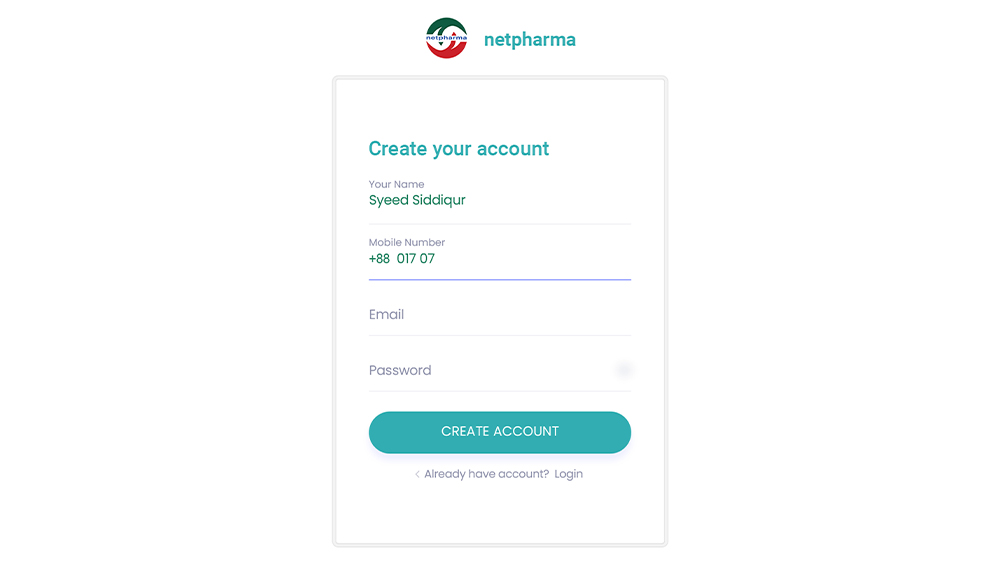 netpharma
netpharma
Create your account
Your Name
Syeed Siddiqur
Mobile Number
+88 017 07
Email
Password
CREATE ACCOUNT
< Already have account? Login